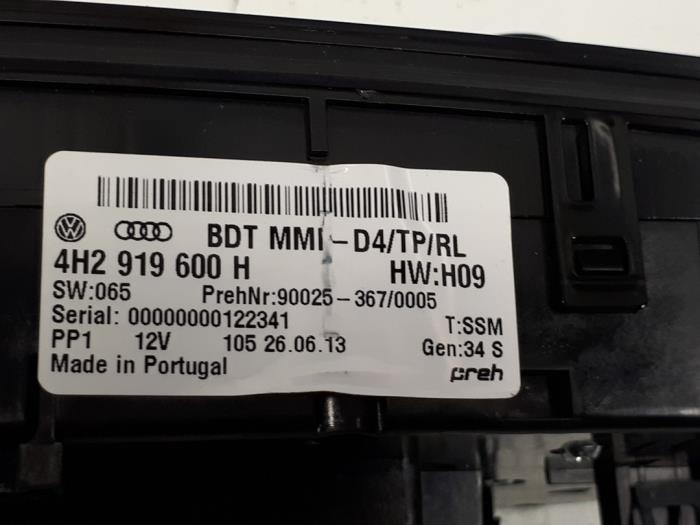 BDT MMI-D4/TP/RL
4H2 919 600 H HW:H09
SW:065 PrehNr:90025-367/0005
Serial: 00000000122341 T:SSM
PP1 12V 105 26.06.13 Gen:34 S
Made in Portugal preh